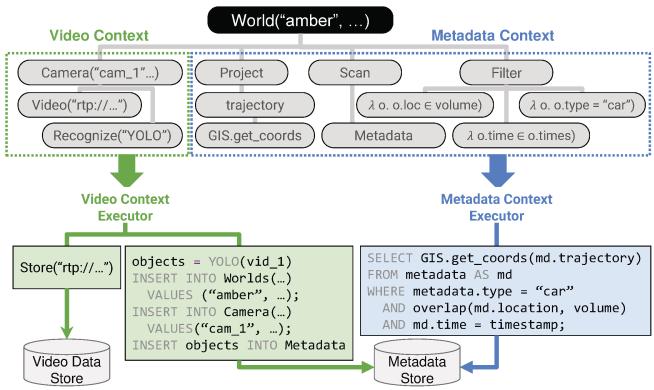 World(“amber”, …)
Video Context
Metadata Context
Camera(“cam_1”…)
Project
Scan
Filter
Video(“rtp://…”)
trajectory
λ o. o.loc ∈ volume)
λ o. o.type = “car”)
Recognize(“YOLO”)
GIS.get_coords
Metadata
λ o.time ∈ o.times)
Video Context
Executor
Metadata Context
Executor
Store(“rtp://…”)
objects = YOLO(vid_1)
INSERT INTO Worlds(…)
VALUES (“amber”, …);
INSERT INTO Camera(…)
VALUES(“cam_1”, …);
INSERT objects INTO Metadata
SELECT GIS.get_coords(md.trajectory)
FROM metadata AS md
WHERE metadata.type = “car”
AND overlap(md.location, volume)
AND md.time = timestamp;
Video Data
Store
Metadata
Store